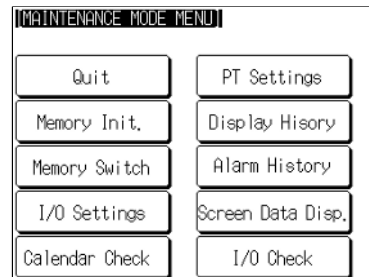 [MAINTENANCE MODE MENU]
Quit
PT Settings
Memory Init.
Display Hisory
Memory Switch
Alarm History
I/O Settings
Screen Data Disp.
Calendar Check
I/O Check